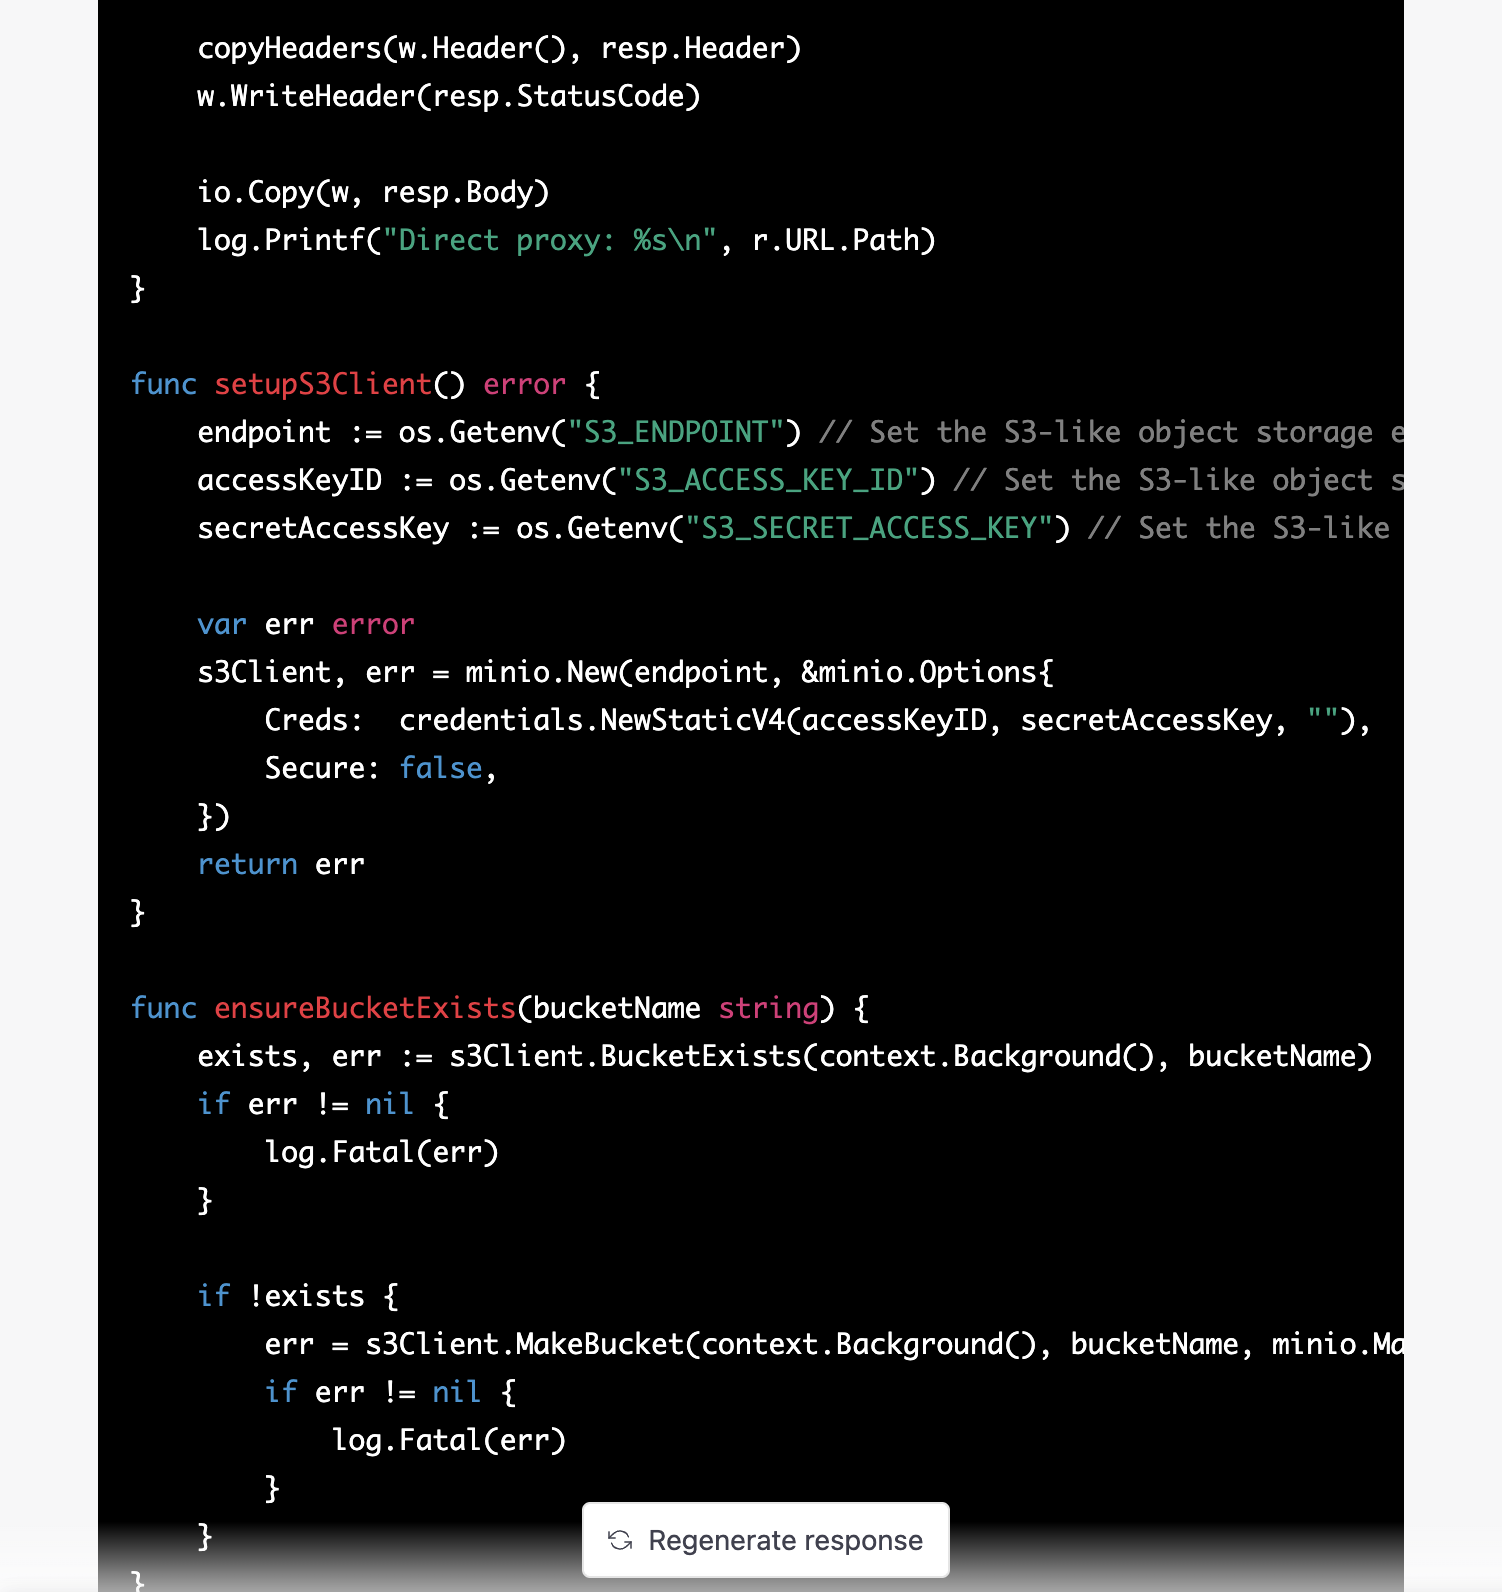 copyHeaders(w.Header(), resp.Header)
w.WriteHeader(resp.StatusCode)
io.Copy(w, resp.Body)
log.Printf("Direct proxy: %s\n", r.URL.Path)
}
func setupS3Client() error {
endpoint := os.Getenv("S3_ENDPOINT") // Set the S3-like object storage e
accessKeyID := os.Getenv("S3_ACCESS_KEY_ID") // Set the S3-like object s
secretAccessKey := os.Getenv("S3_SECRET_ACCESS_KEY") // Set the S3-like
var err error
s3Client, err = minio.New(endpoint, &minio.Options{
Creds:  credentials.NewStaticV4(accessKeyID, secretAccessKey, ""),
Secure: false,
})
return err
}
func ensureBucketExists(bucketName string) {
exists, err := s3Client.BucketExists(context.Background(), bucketName)
if err != nil {
log.Fatal(err)
}
if !exists {
err = s3Client.MakeBucket(context.Background(), bucketName, minio.Ma
if err != nil {
log.Fatal(err)
}
}
}
Regenerate response